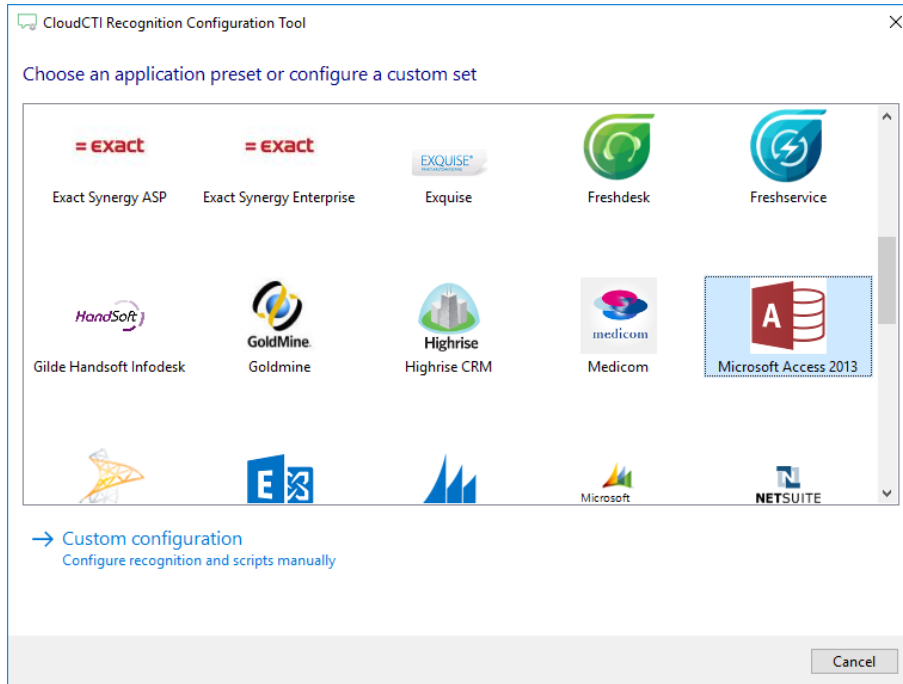 CloudCTI Recognition Configuration Tool
Choose an application preset or configure a custom set
= exact
= exact
EXQUISE
Exact Synergy ASP
Exact Synergy Enterprise
Exquise
Freshdesk
Freshservice
HandSoft
GoldMine
Highrise
medicom
A
Gilde Handsoft Infodesk
Goldmine
Highrise CRM
Medicom
Microsoft Access 2013
E
Microsoft
N
NETSUITE
→ Custom configuration
Configure recognition and scripts manually
Cancel